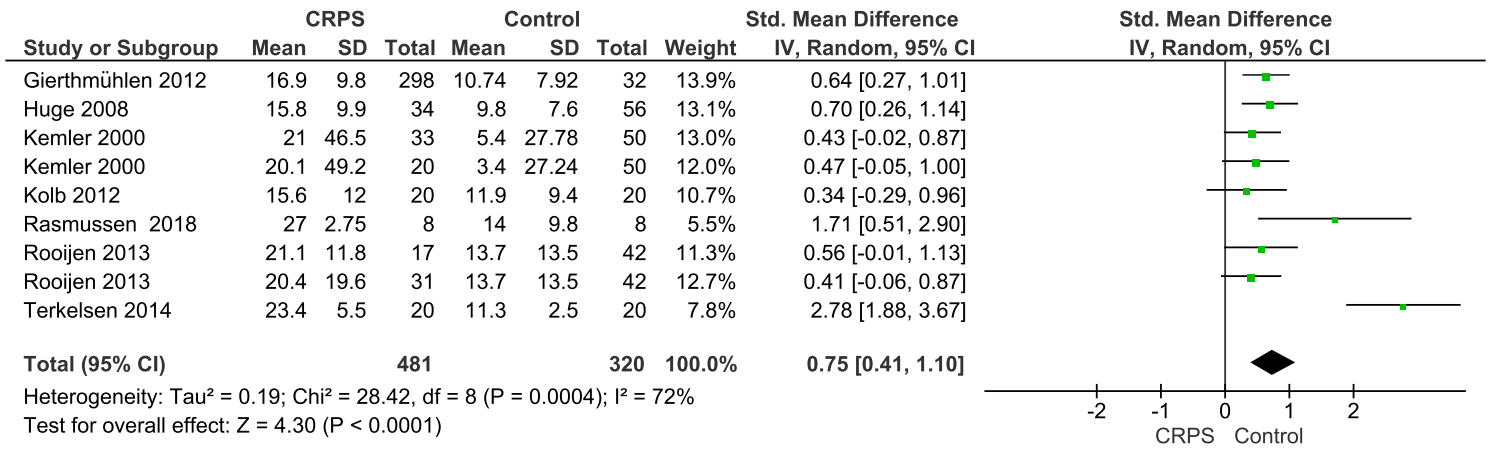 CRPS Control Std. Mean Difference Std. Mean Difference
Study or Subgroup Mean SD Total Mean SD Total Weight IV, Random, 95% CI IV, Random, 95% CI
Gierthmühlen 2012 16.9 9.8 298 10.74 7.92 32 13.9% 0.64 [0.27, 1.01]
Huge 2008 15.8 9.9 34 9.8 7.6 56 13.1% 0.70 [0.26, 1.14]
Kemler 2000 21 46.5 33 5.4 27.78 50 13.0% 0.43 [-0.02, 0.87]
Kemler 2000 20.1 49.2 20 3.4 27.24 50 12.0% 0.47 [-0.05, 1.00]
Kolb 2012 15.6 12 20 11.9 9.4 20 10.7% 0.34 [-0.29, 0.96]
Rasmussen 2018 27 2.75 8 14 9.8 8 5.5% 1.71 [0.51, 2.90]
Rooijen 2013 21.1 11.8 17 13.7 13.5 42 11.3% 0.56 [-0.01, 1.13]
Rooijen 2013 20.4 19.6 31 13.7 13.5 42 12.7% 0.41 [-0.06, 0.87]
Terkelsen 2014 23.4 5.5 20 11.3 2.5 20 7.8% 2.78 [1.88, 3.67]
Total (95% CI) 481 320 100.0% 0.75 [0.41, 1.10]
Heterogeneity: Tau² = 0.19; Chi² = 28.42, df = 8 (P = 0.0004); I² = 72%
Test for overall effect: Z = 4.30 (P < 0.0001)
-2 -1 0 1 2
CRPS Control